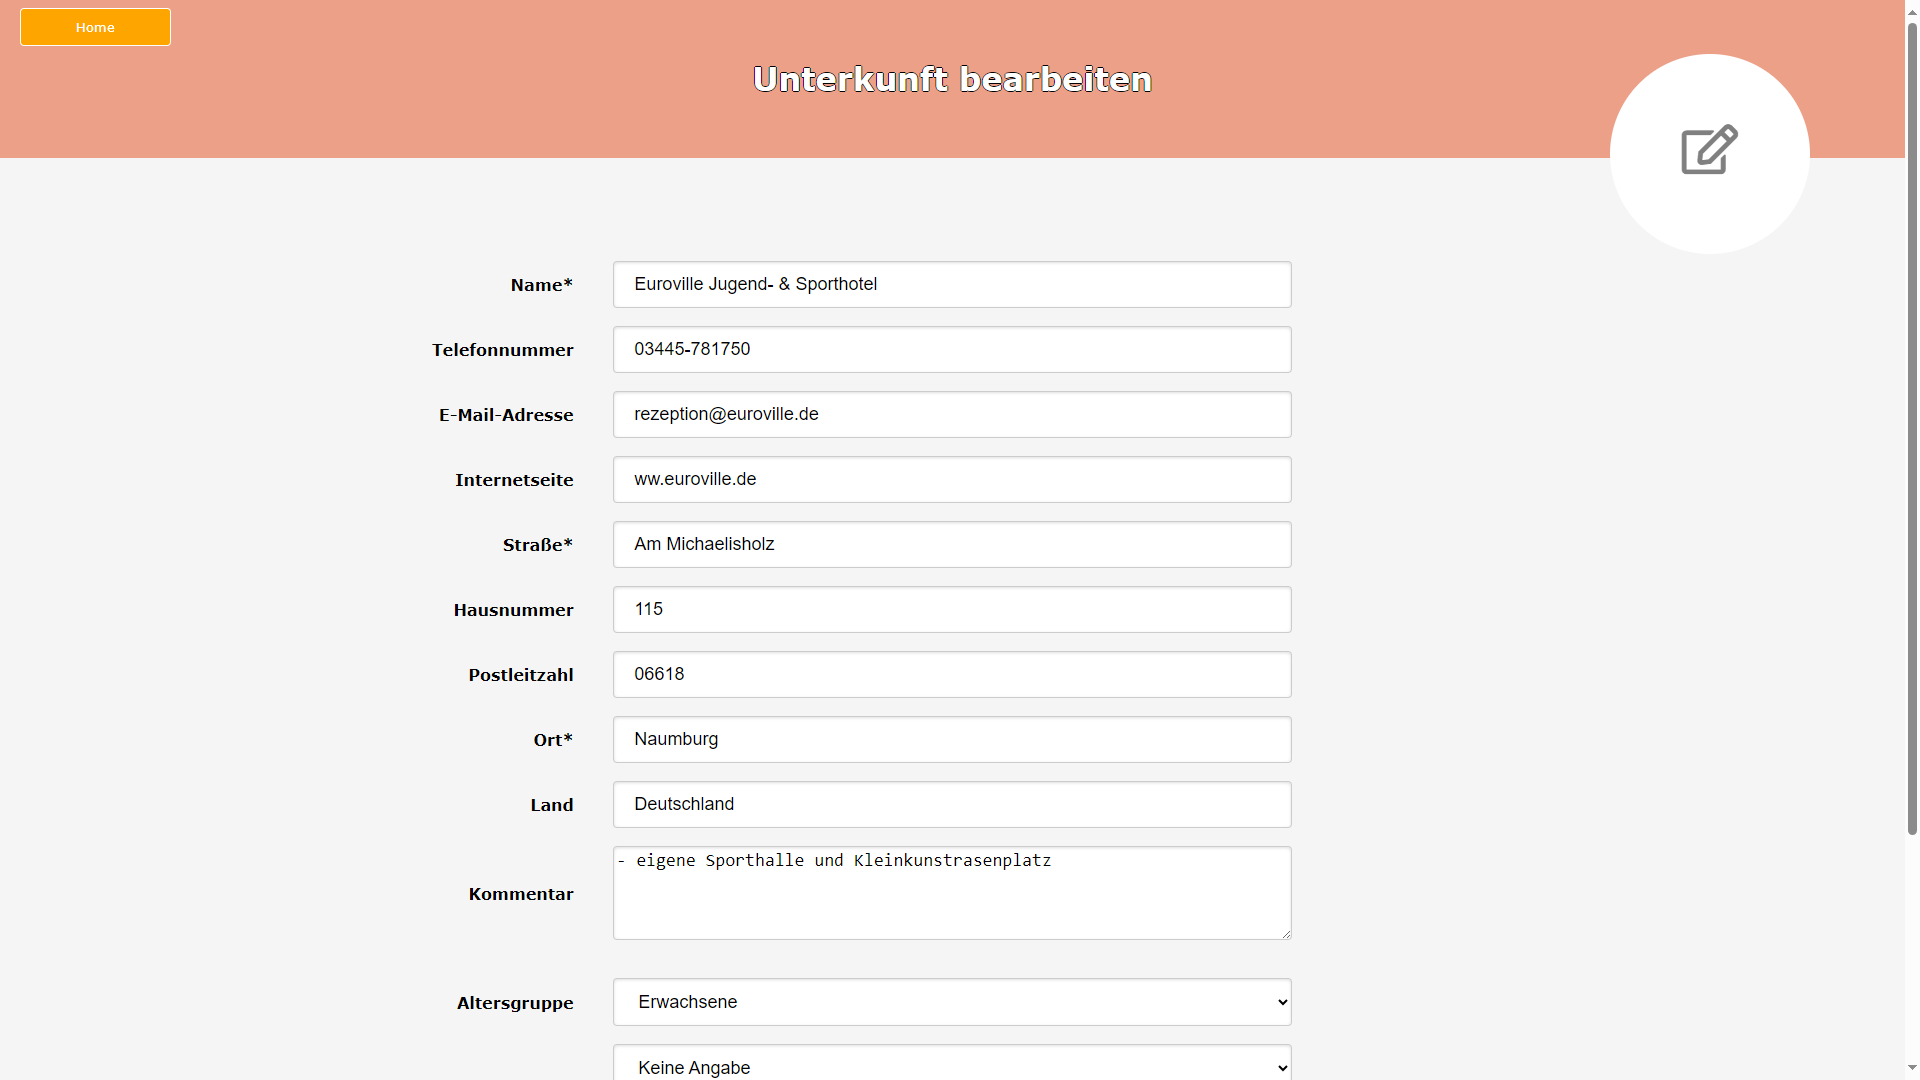 Home
Unterkunft bearbeiten
Name* Euroville Jugend- & Sporthotel
Telefonnummer 03445-781750
E-Mail-Adresse rezeption@euroville.de
Internetseite ww.euroville.de
Straße* Am Michaelisholz
Hausnummer 115
Postleitzahl 06618
Ort* Naumburg
Land Deutschland
Kommentar - eigene Sporthalle und Kleinkunstrasenplatz
Altersgruppe Erwachsene
Keine Angabe